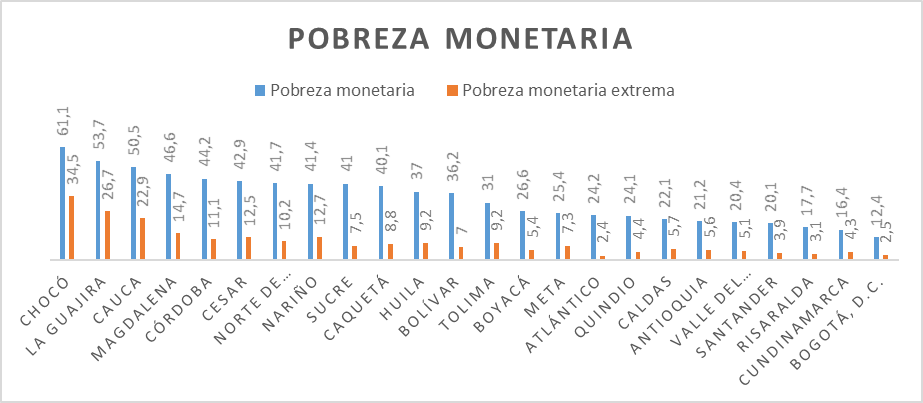 POBREZA MONETARIA
Pobreza monetaria
Pobreza monetaria extrema
61,1
34,5
53,7
26,7
50,5
22,9
46,6
14,7
44,2
11,1
42,9
12,5
41,7
10,2
41,4
12,7
41
7,5
40,1
8,8
37
9,2
36,2
7
31
9,2
26,6
5,4
25,4
7,3
24,2
2,4
24,1
4,4
22,1
5,7
21,2
5,6
20,4
5,1
20,1
3,9
17,7
3,1
16,4
4,3
12,4
2,5
CHOCÓ
LA GUAJIRA
CAUCA
MAGDALENA
CÓRDOBA
CESAR
NORTE DE…
NARIÑO
SUCRE
CAQUETÁ
HUILA
BOLÍVAR
TOLIMA
BOYACÁ
META
ATLÁNTICO
QUINDIO
CALDAS
ANTIOQUIA
VALLE DEL…
SANTANDER
RISARALDA
CUNDINAMARCA
BOGOTÁ, D.C.